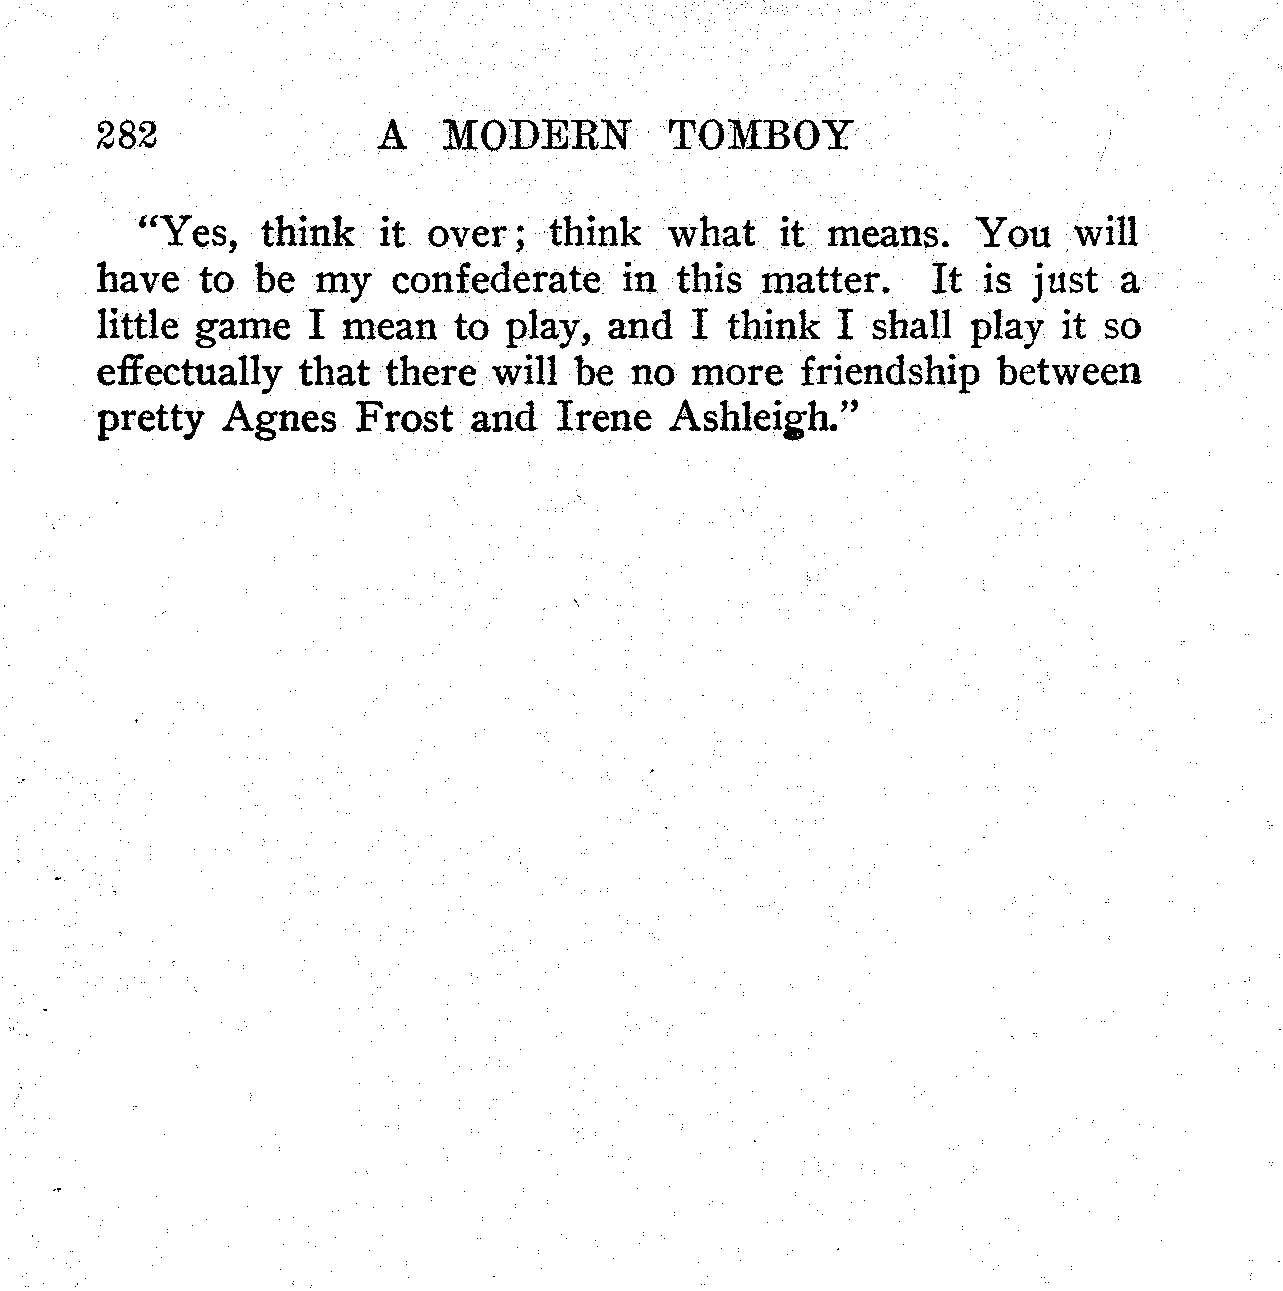 282 A MODERN TOMBOY
“Yes, think it over; think what it means. You will
have to be my confederate in this matter. It is just a
little game I mean to play, and I think I shall play it so
effectually that there will be no more friendship between
pretty Agnes Frost and Irene Ashleigh.”